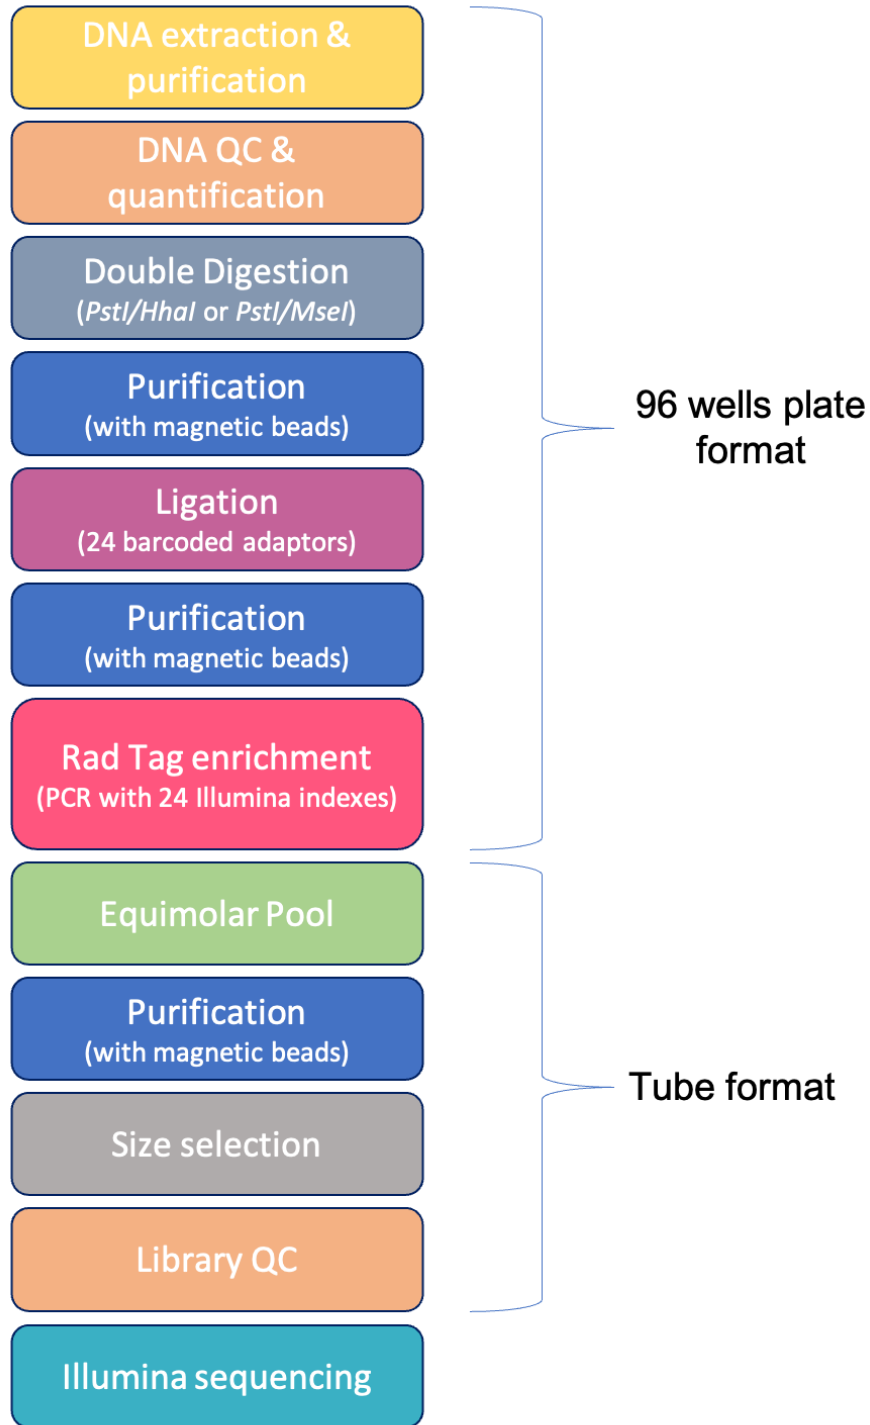 DNA extraction &
purification
DNA QC &
quantification
Double Digestion
(PstI/HhaI or PstI/MseI)
Purification
(with magnetic beads)
Ligation
(24 barcoded adaptors)
Purification
(with magnetic beads)
Rad Tag enrichment
(PCR with 24 Illumina indexes)
96 wells plate
format
Equimolar Pool
Purification
(with magnetic beads)
Size selection
Library QC
Tube format
Illumina sequencing